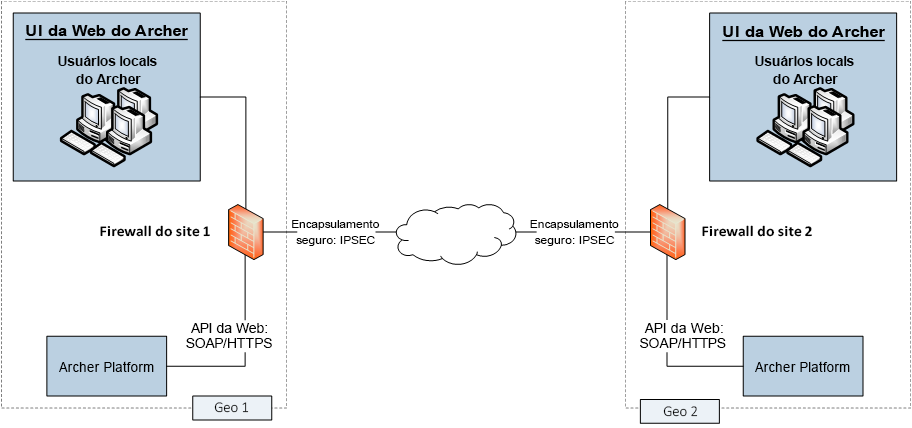 UI da Web do Archer
Usuários locais
do Archer
Firewall do site 1
Encapsulamento
seguro: IPSEC
API da Web:
SOAP/HTTPS
Archer Platform
Geo 1
UI da Web do Archer
Usuários locais
do Archer
Encapsulamento
seguro: IPSEC
Firewall do site 2
API da Web:
SOAP/HTTPS
Archer Platform
Geo 2